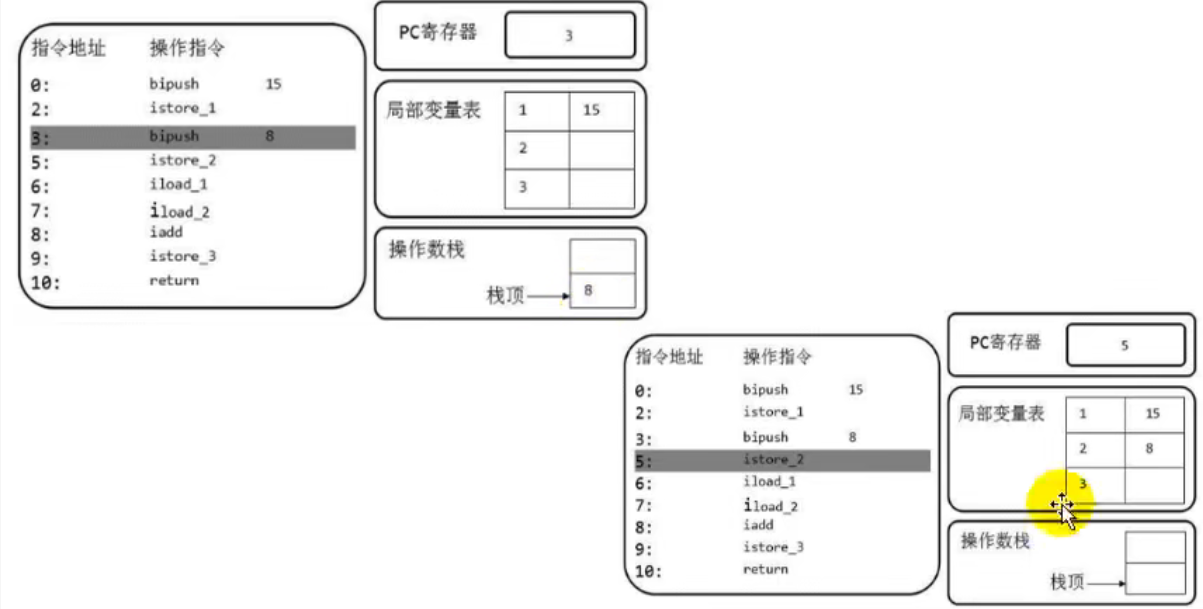 指令地址 操作指令
0: bipush 15
2: istore_1
3: bipush 8
5: istore_2
6: iload_1
7: iload_2
8: iadd
9: istore_3
10: return
PC寄存器 3
局部变量表 1 15
2
3
操作数栈
栈顶 8
指令地址 操作指令
0: bipush 15
2: istore_1
3: bipush 8
5: istore_2
6: iload_1
7: iload_2
8: iadd
9: istore_3
10: return
PC寄存器 5
局部变量表 1 15
2 8
3
操作数栈
栈顶